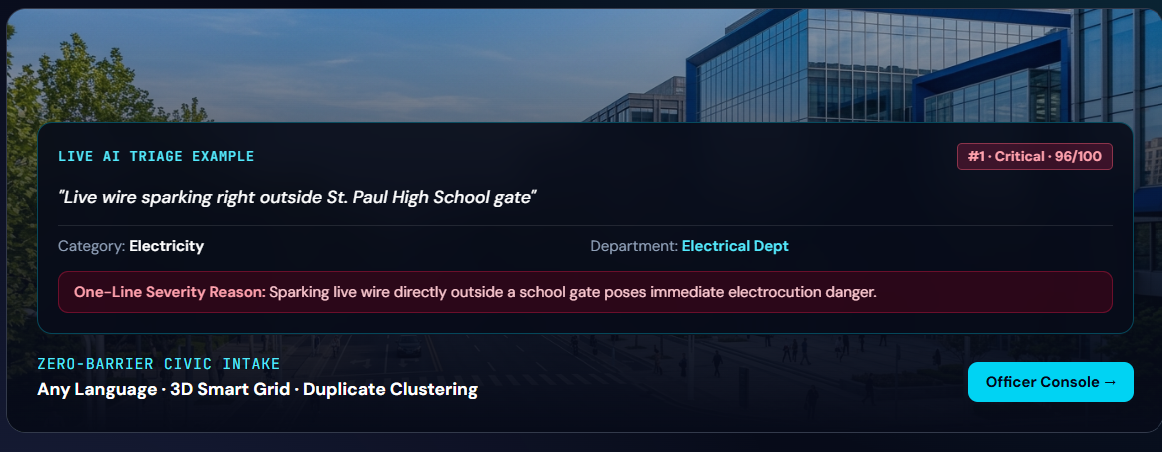 LIVE AI TRIAGE EXAMPLE
#1 · Critical · 96/100
"Live wire sparking right outside St. Paul High School gate"
Category: Electricity
Department: Electrical Dept
One-Line Severity Reason: Sparking live wire directly outside a school gate poses immediate electrocution danger.
ZERO-BARRIER CIVIC INTAKE
Any Language · 3D Smart Grid · Duplicate Clustering
Officer Console →